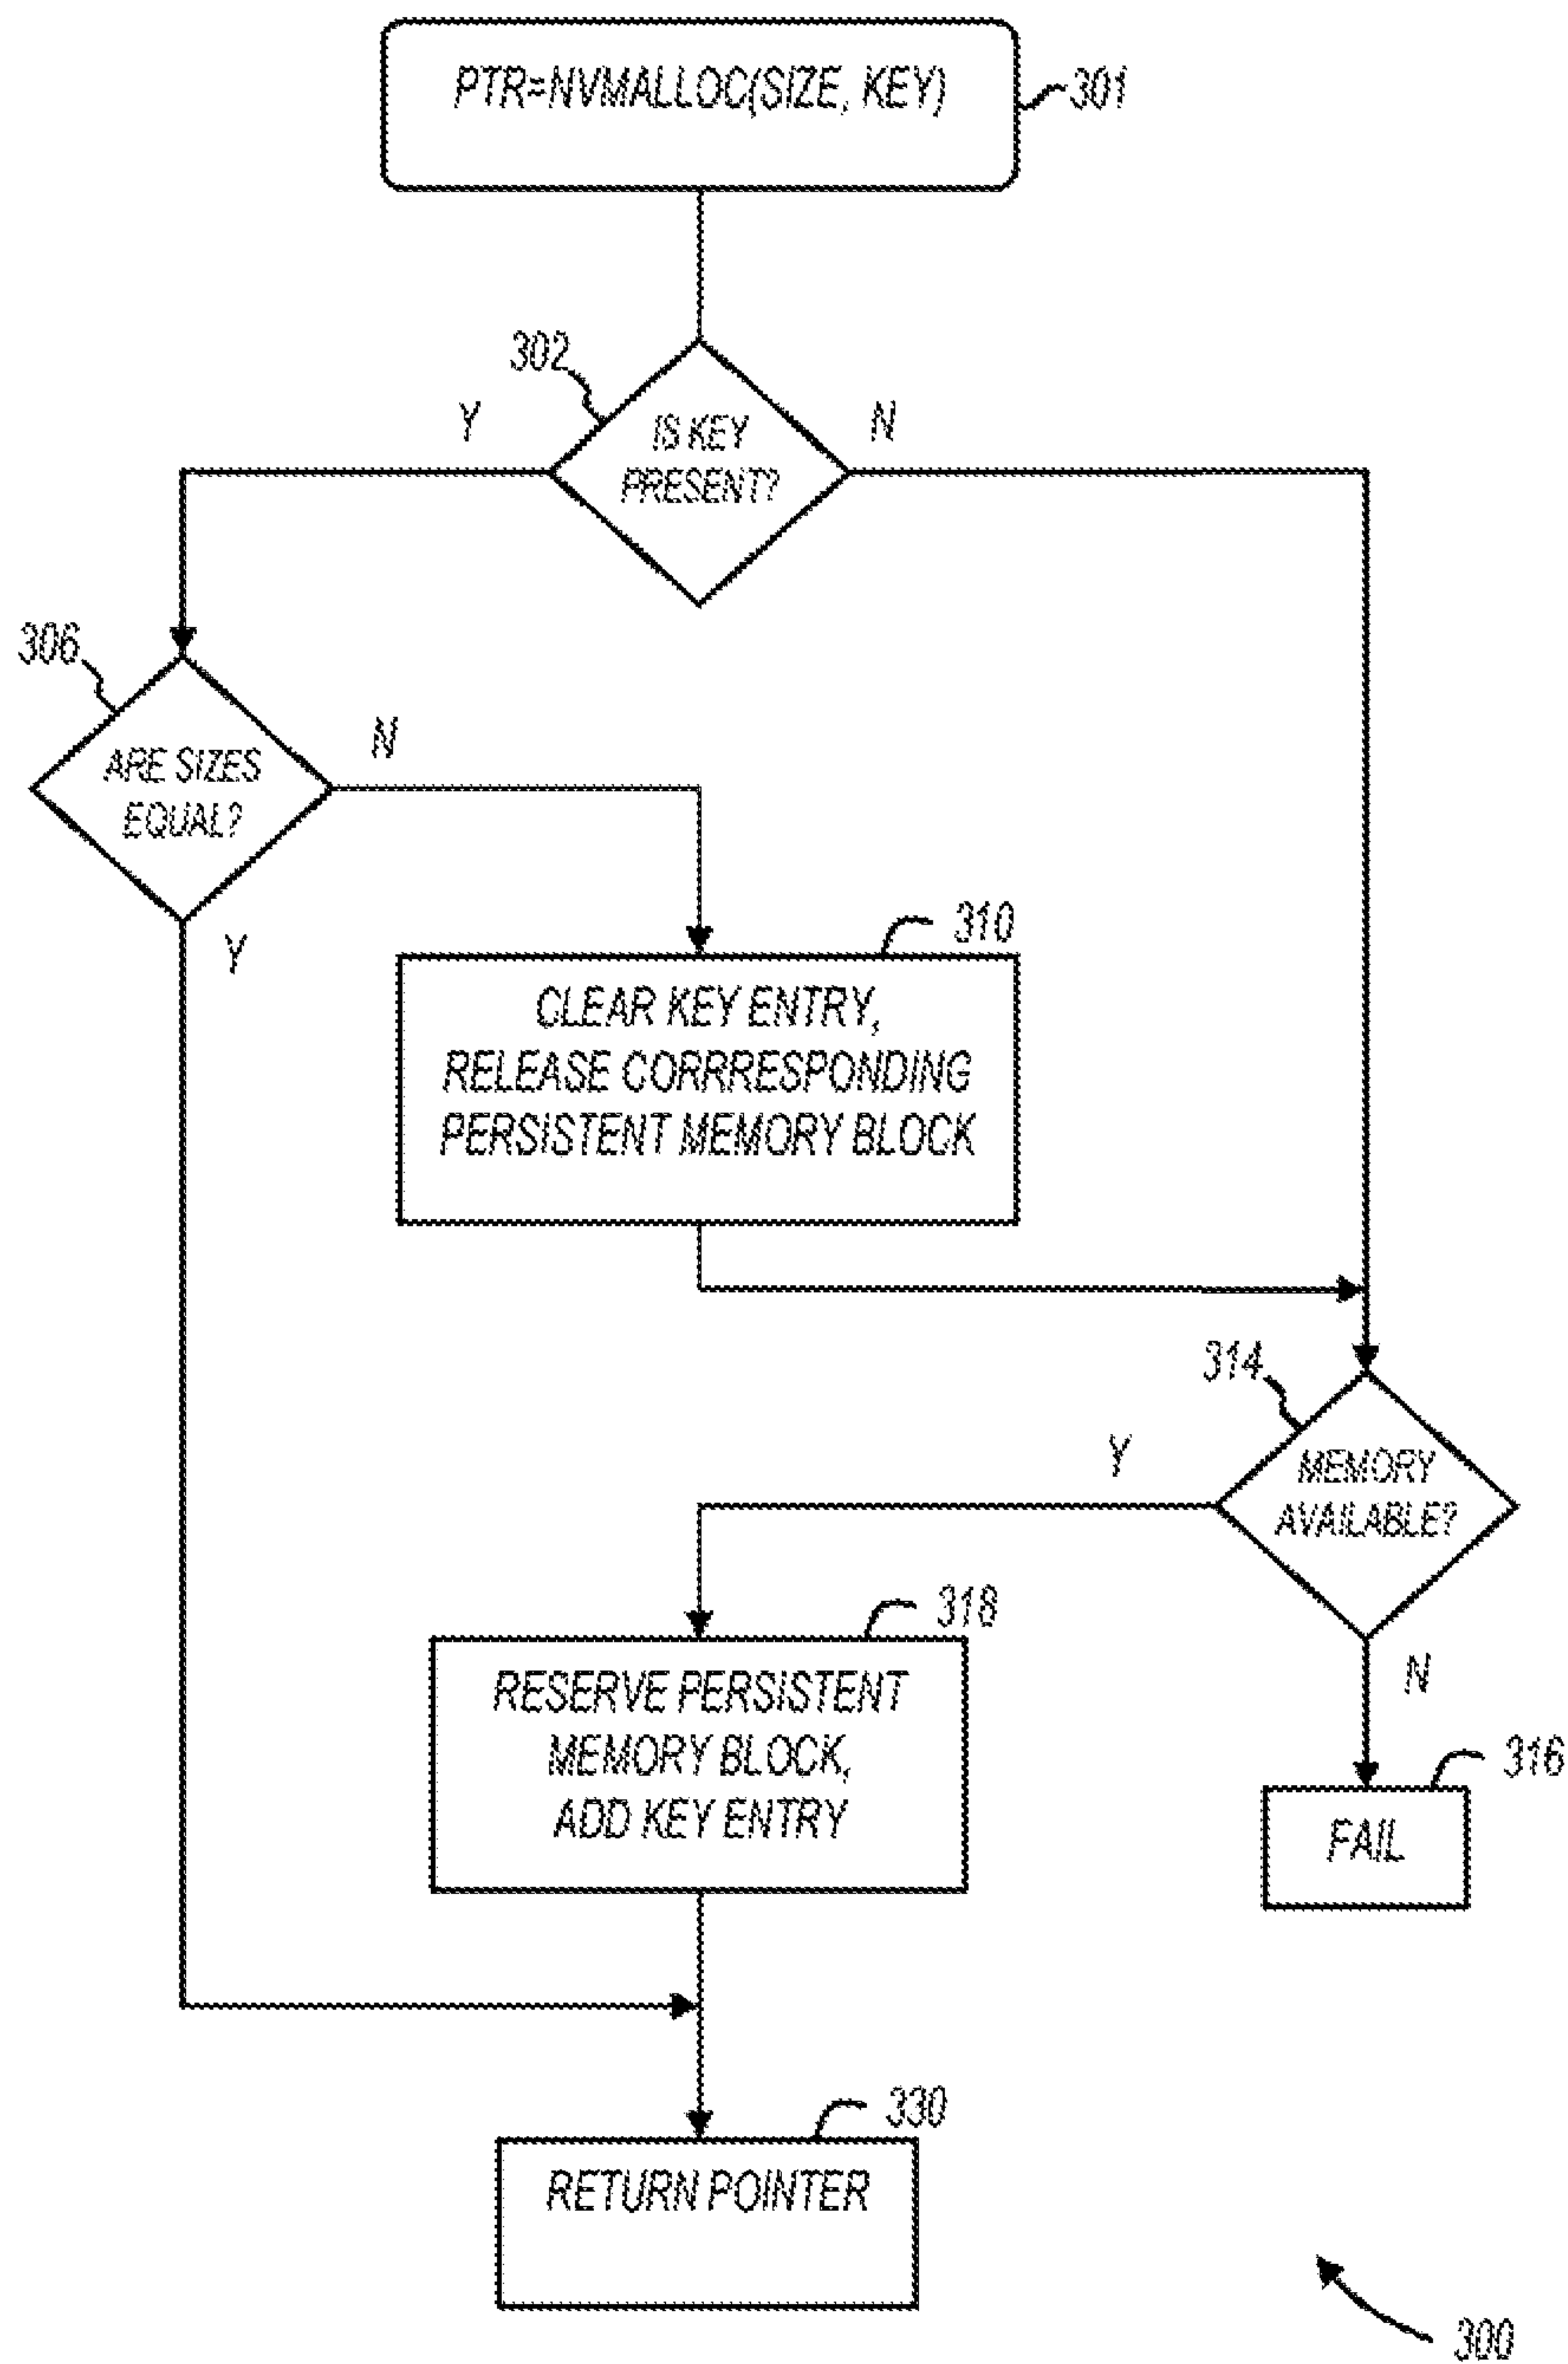 PTR=NVMALLOC(SIZE, KEY)
301
302
Y
N
IS KEY
PRESENT?
306
N
ARE SIZES
EQUAL?
Y
310
CLEAR KEY ENTRY,
RELEASE CORRRESPONDING
PERSISTENT MEMORY BLOCK
314
Y
MEMORY
AVAILABLE?
N
318
RESERVE PERSISTENT
MEMORY BLOCK,
ADD KEY ENTRY
316
FAIL
330
RETURN POINTER
300